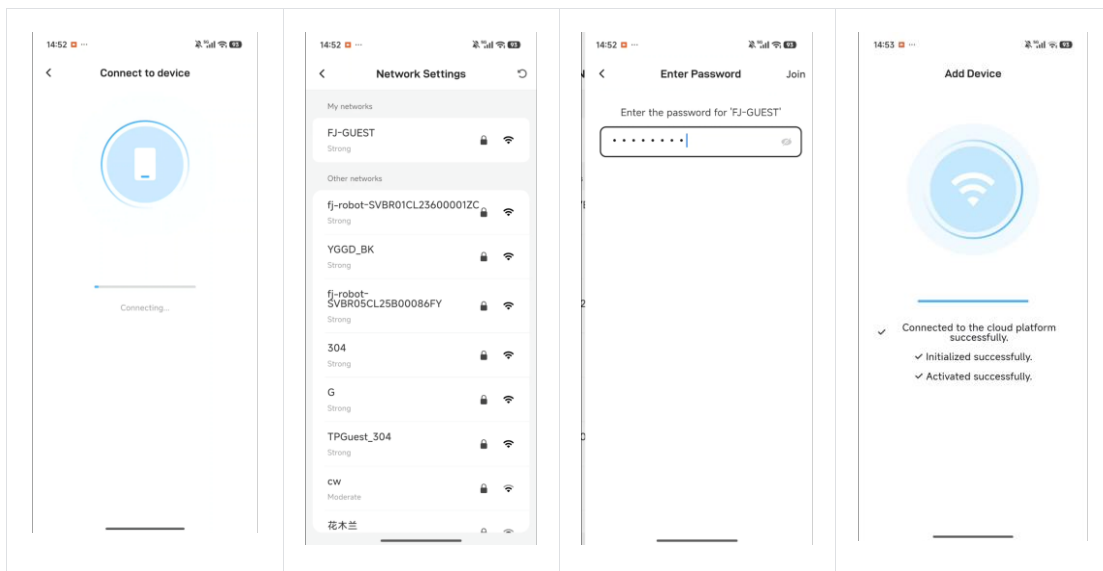 14:52
Connect to device
Connecting...
14:52
Network Settings
My networks
FJ-GUEST
Strong
Other networks
fj-robot-SVBR01CL23600001ZC
Strong
YGGD_BK
Strong
fj-robot-
SVBR05CL25B00086FY
Strong
304
Strong
G
Strong
TPGuest_304
Strong
cw
Moderate
花木兰
14:52
Enter Password
Join
Enter the password for 'FJ-GUEST'
14:53
Add Device
Connected to the cloud platform
successfully.
Initialized successfully.
Activated successfully.